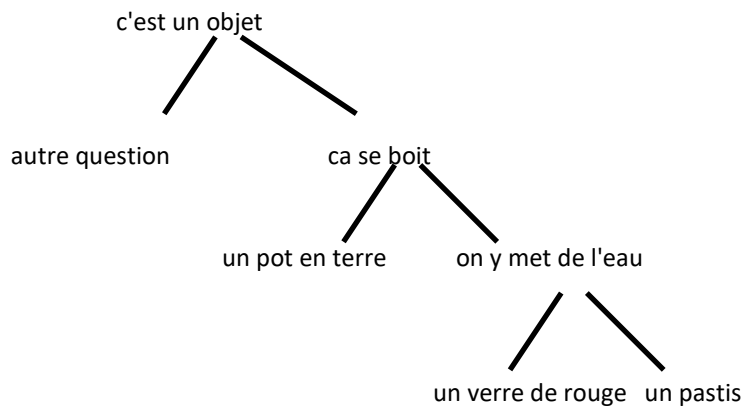 c'est un objet
autre question
ca se boit
un pot en terre
on y met de l'eau
un verre de rouge
un pastis